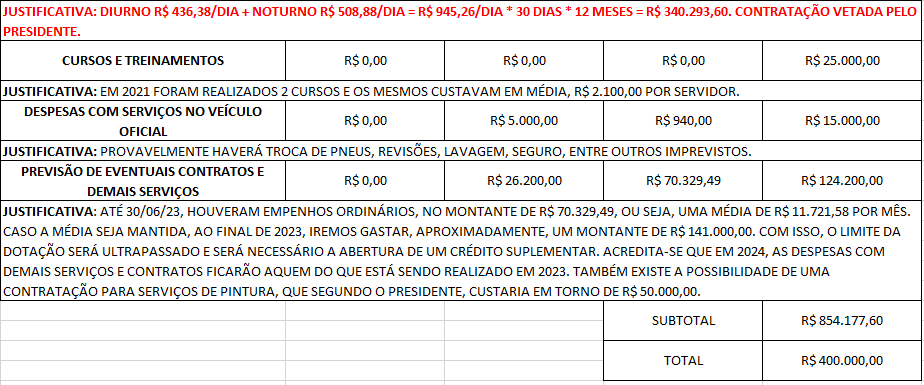 JUSTIFICATIVA: DIURNO R$ 436,38/DIA + NOTURNO R$ 508,88/DIA = R$ 945,26/DIA * 30 DIAS * 12 MESES = R$ 340.293,60. CONTRATAÇÃO VETADA PELO
PRESIDENTE.
CURSOS E TREINAMENTOS R$ 0,00 R$ 0,00 R$ 0,00 R$ 25.000,00
JUSTIFICATIVA: EM 2021 FORAM REALIZADOS 2 CURSOS E OS MESMOS CUSTAVAM EM MÉDIA, R$ 2.100,00 POR SERVIDOR.
DESPESAS COM SERVIÇOS NO VEÍCULO
OFICIAL R$ 0,00 R$ 5.000,00 R$ 940,00 R$ 15.000,00
JUSTIFICATIVA: PROVAVELMENTE HAVERÁ TROCA DE PNEUS, REVISÕES, LAVAGEM, SEGURO, ENTRE OUTROS IMPREVISTOS.
PREVISÃO DE EVENTUAIS CONTRATOS E
DEMAIS SERVIÇOS R$ 0,00 R$ 26.200,00 R$ 70.329,49 R$ 124.200,00
JUSTIFICATIVA: ATÉ 30/06/23, HOUVERAM EMPENHOS ORDINÁRIOS, NO MONTANTE DE R$ 70.329,49, OU SEJA, UMA MÉDIA DE R$ 11.721,58 POR MÊS.
CASO A MÉDIA SEJA MANTIDA, AO FINAL DE 2023, IREMOS GASTAR, APROXIMADAMENTE, UM MONTANTE DE R$ 141.000,00. COM ISSO, O LIMITE DA
DOTAÇÃO SERÁ ULTRAPASSADO E SERÁ NECESSÁRIO A ABERTURA DE UM CRÉDITO SUPLEMENTAR. ACREDITA-SE QUE EM 2024, AS DESPESAS COM
DEMAIS SERVIÇOS E CONTRATOS FICARÃO AQUEM DO QUE ESTÁ SENDO REALIZADO EM 2023. TAMBÉM EXISTE A POSSIBILIDADE DE UMA
CONTRATAÇÃO PARA SERVIÇOS DE PINTURA, QUE SEGUNDO O PRESIDENTE, CUSTARIA EM TORNO DE R$ 50.000,00.
SUBTOTAL R$ 854.177,60
TOTAL R$ 400.000,00